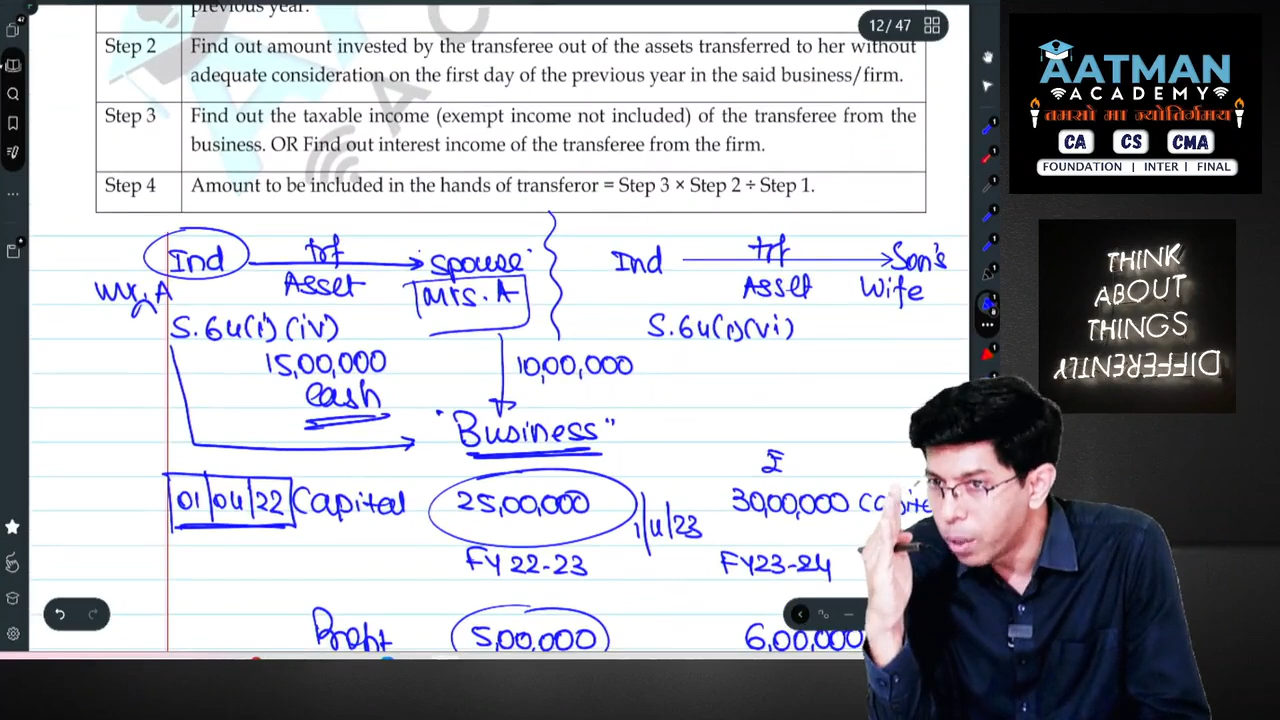 previous year.
12/47
Step 2 Find out amount invested by the transferee out of the assets transferred to her without
adequate consideration on the first day of the previous year in the said business/firm.
Step 3 Find out the taxable income (exempt income not included) of the transferee from the
business. OR Find out interest income of the transferee from the firm.
Step 4 Amount to be included in the hands of transferor = Step 3 × Step 2 ÷ Step 1.
Ind trf Asset "Spouse"
Mr. A Mrs. A
S.64(i)(iv)
15,00,000 10,00,000
Cash
"Business"
01/04/22 Capital 25,00,000
FY 22-23
Profit 5,00,000
Ind trf Asset Son's
Wife
S.64(1)(vi)
1/4/23 30,00,000
FY23-24
6,00,000
AATMAN
ACADEMY
तमसो मा ज्योतिर्गमय
CA CS CMA
FOUNDATION | INTER | FINAL
THINK
ABOUT
THINGS
DIFFERENTLY